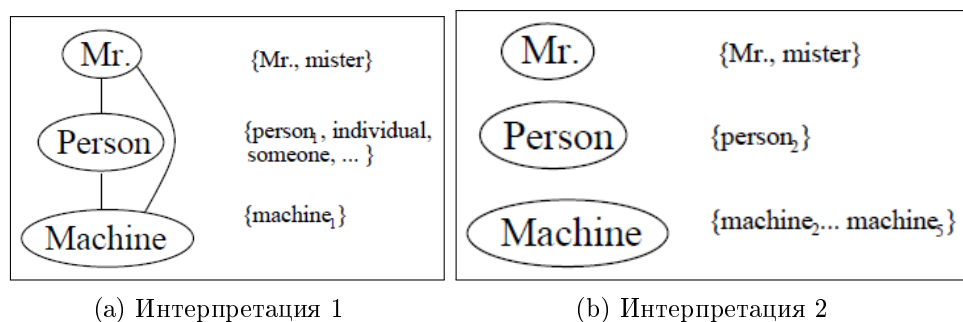 Mr.
{Mr., mister}
Person
{person₁, individual,
someone, ... }
Machine
{machine₁}
Mr.
{Mr., mister}
Person
{person₂}
Machine
{machine₂... machine₅}
(a) Интерпретация 1
(b) Интерпретация 2